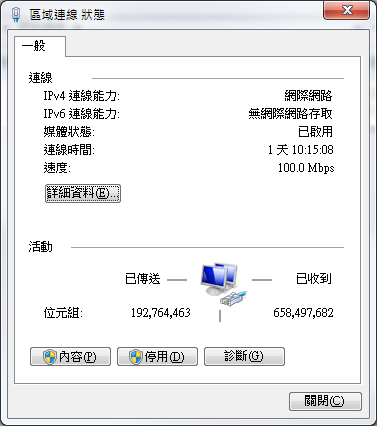 區域連線 狀態
一般
連線
IPv4 連線能力: 網際網路
IPv6 連線能力: 無網際網路存取
媒體狀態: 已啟用
連線時間: 1 天 10:15:08
速度: 100.0 Mbps
詳細資料(E)...
活動
已傳送 已收到
位元組: 192,764,463 658,497,682
內容(P) 停用(D) 診斷(G)
關閉(C)